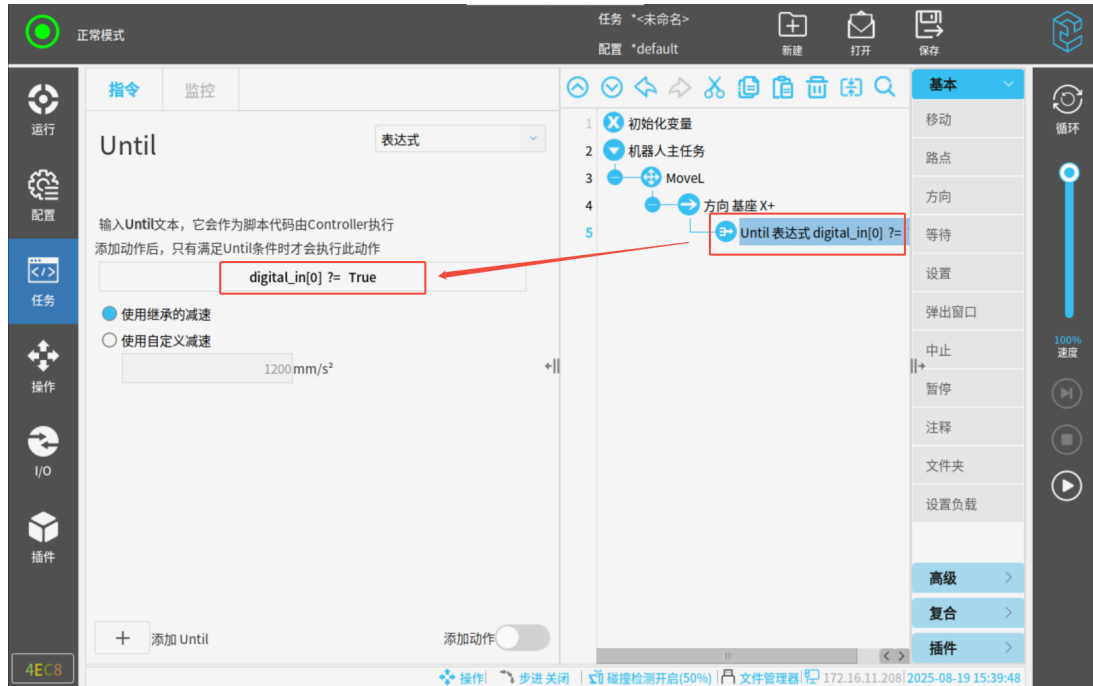 正常模式
任务 *<未命名>
配置 *default
新建
打开
保存
运行
配置
任务
操作
I/O
插件
4EC8
指令
监控
Until
表达式
输入Until文本，它会作为脚本代码由Controller执行
添加动作后，只有满足Until条件时才会执行此动作
digital_in[0] ?= True
使用继承的减速
使用自定义减速
1200 mm/s²
添加 Until
添加动作
1 初始化变量
2 机器人主任务
3 MoveL
4 方向 基座 X+
5 Until 表达式 digital_in[0] ?=
基本
移动
路点
方向
等待
设置
弹出窗口
中止
暂停
注释
文件夹
设置负载
高级
复合
插件
循环
100%
速度
操作 步进 关闭 碰撞检测开启(50%) 文件管理器 172.16.11.208 2025-08-19 15:39:48